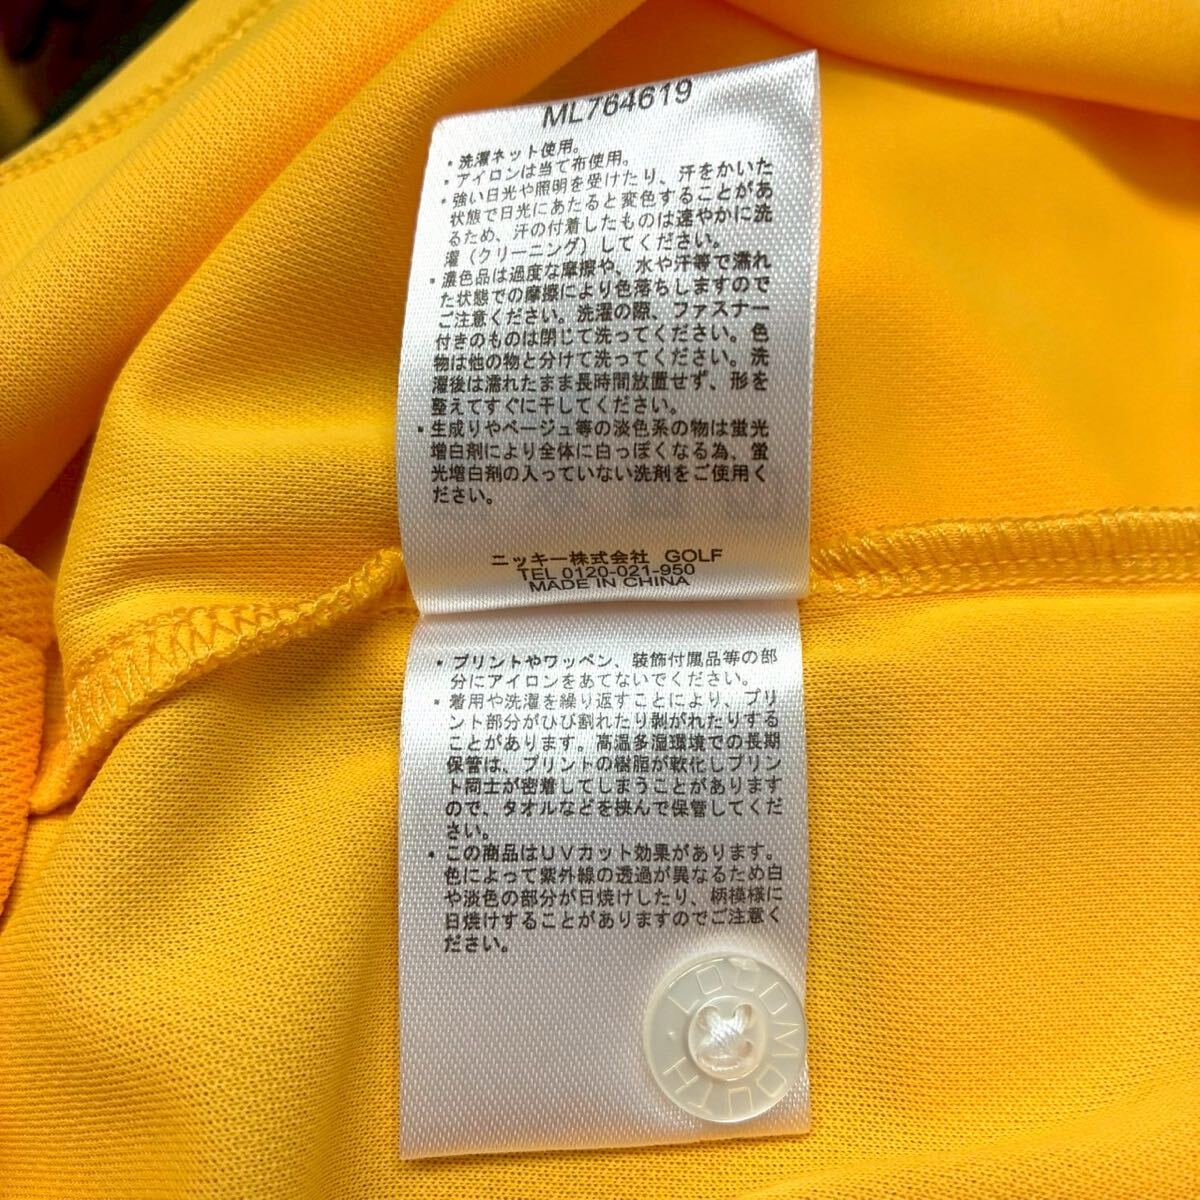 ML764619
・洗濯ネット使用。
・アイロンは当て布使用。
・強い日光や照明を受けたり、汗をかいた
状態で日光にあたると変色することがあ
るため、汗の付着したものは速やかに洗
濯（クリーニング）してください。
・濃色品は過度な摩擦や、水や汗等で濡れ
た状態での摩擦により色落ちしますので
ご注意ください。洗濯の際、ファスナー
付きのものは閉じて洗ってください。色
物は他の物と分けて洗ってください。洗
濯後は濡れたまま長時間放置せず、形を
整えてすぐに干してください。
・生成りやベージュ等の淡色系の物は蛍光
増白剤により全体に白っぽくなる為、蛍
光増白剤の入っていない洗剤をご使用く
ださい。
ニッキー株式会社 GOLF
TEL 0120-021-950
MADE IN CHINA
・プリントやワッペン、装飾付属品等の部
分にアイロンをあてないでください。
・着用や洗濯を繰り返すことにより、プリ
ント部分がひび割れたり剥がれたりする
ことがあります。高温多湿環境での長期
保管は、プリントの樹脂が軟化しプリン
ト同士が密着してしまうことがあります
ので、タオルなどを挟んで保管してくだ
さい。
・この商品はUVカット効果があります。
色によって紫外線の透過が異なるため白
や淡色の部分が日焼けしたり、柄模様に
日焼けすることがありますのでご注意く
ださい。
LOUDMOUTH